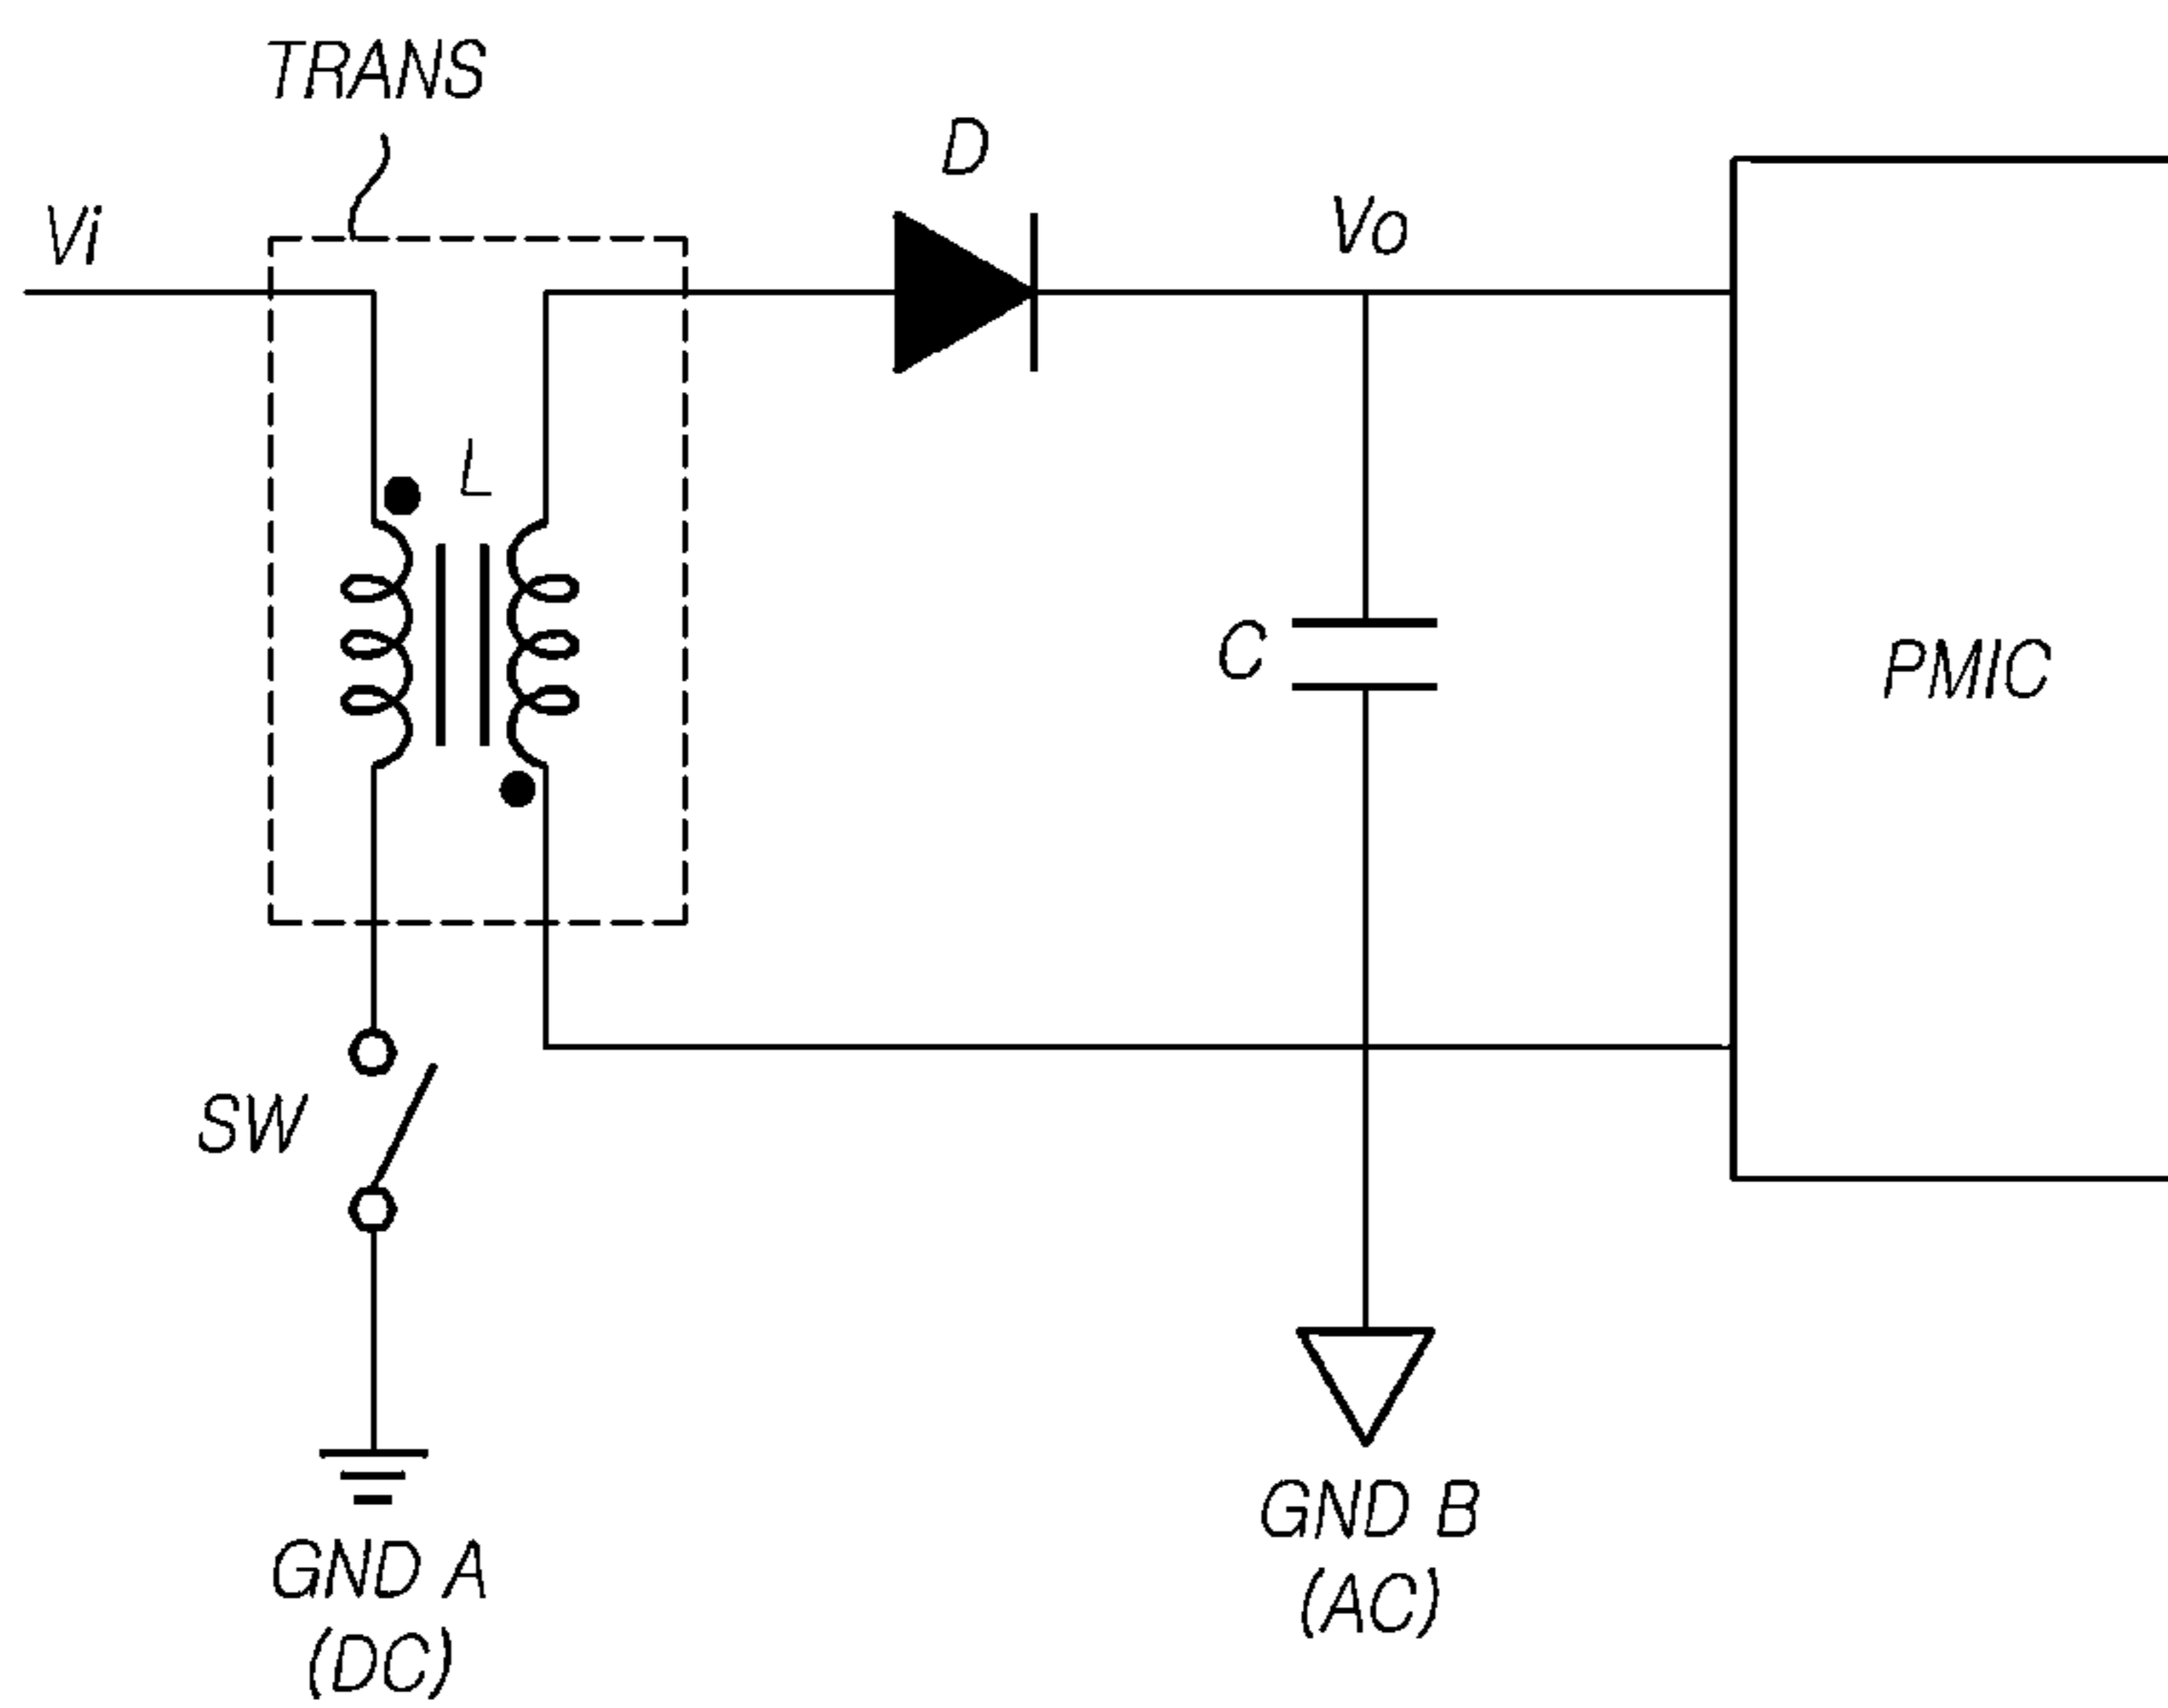 TRANS
D
Vi
Vo
L
C
PMIC
SW
GND B
(AC)
GND A
(DC)